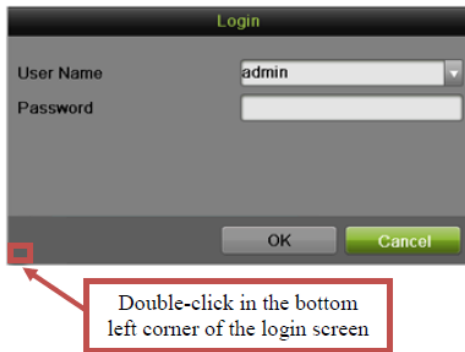 Login
User Name
admin
Password
OK
Cancel
Double-click in the bottom
left corner of the login screen